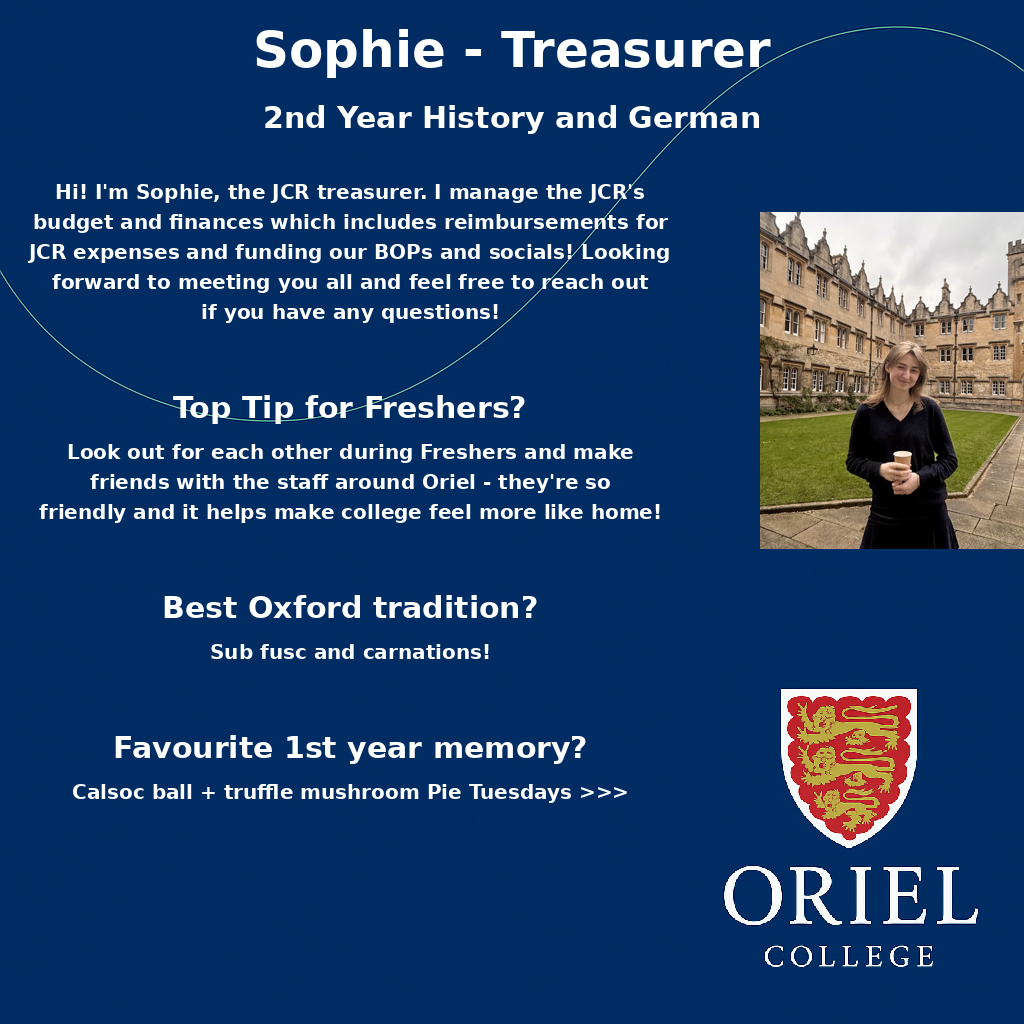 Sophie - Treasurer
2nd Year History and German
Hi! I'm Sophie, the JCR treasurer. I manage the JCR's
budget and finances which includes reimbursements for
JCR expenses and funding our BOPs and socials! Looking
forward to meeting you all and feel free to reach out
if you have any questions!
Top Tip for Freshers?
Look out for each other during Freshers and make
friends with the staff around Oriel - they're so
friendly and it helps make college feel more like home!
Best Oxford tradition?
Sub fusc and carnations!
Favourite 1st year memory?
Calsoc ball + truffle mushroom Pie Tuesdays >>>
ORIEL
COLLEGE